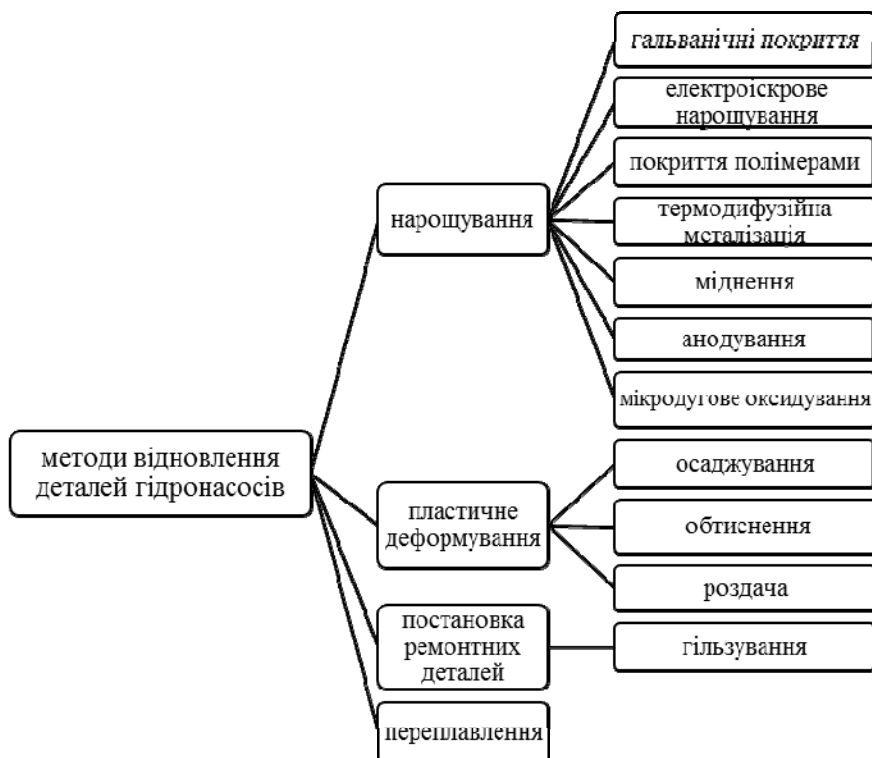 методи відновлення
деталей гідронасосів
нарощування
гальванічні покриття
електроіскрове
нарощування
покриття полімерами
термодифузійна
металізація
міднення
анодування
мікродугове оксидування
пластичне
деформування
осаджування
обтиснення
роздача
постановка
ремонтних
деталей
гільзування
переплавлення